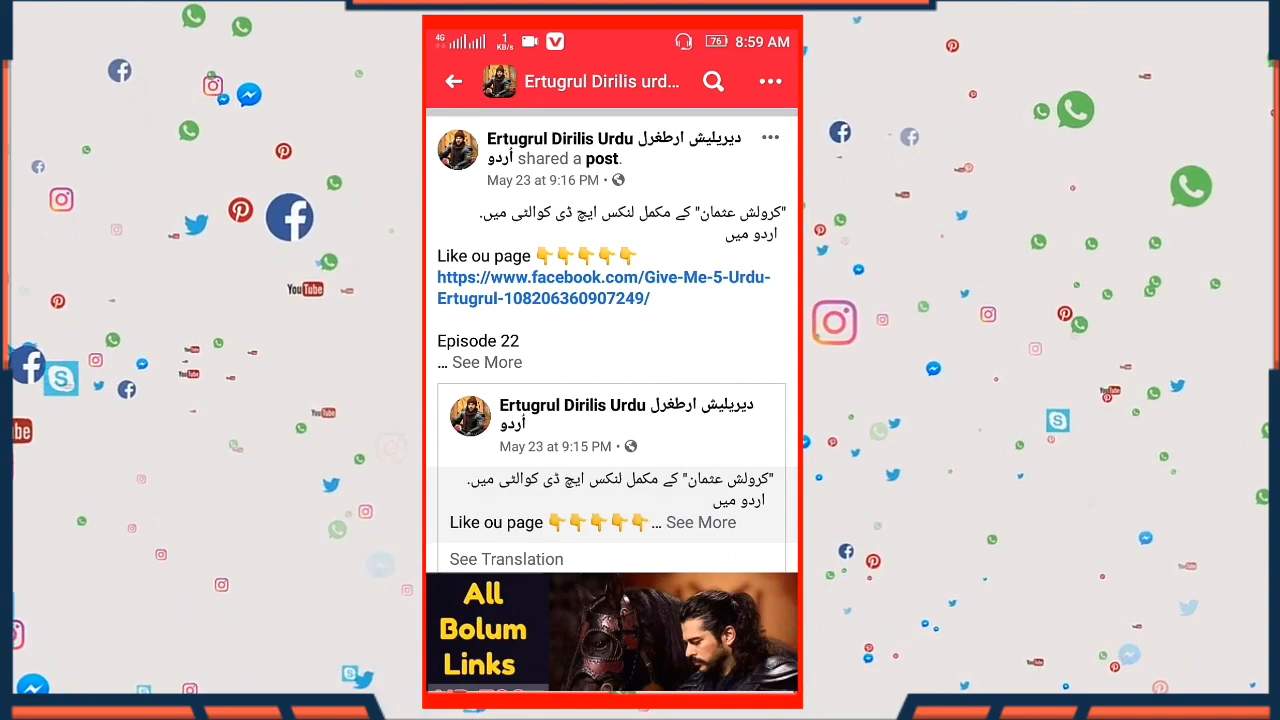 4G 1 KB/s 76 8:59 AM
Ertugrul Dirilis urd...
Ertugrul Dirilis Urdu دیریلیش ارطغرل
اُردو shared a post.
May 23 at 9:16 PM
"کرولش عثمان" کے مکمل لنکس ایچ ڈی کوالٹی میں.
اردو میں
Like ou page 👇👇👇👇👇
https://www.facebook.com/Give-Me-5-Urdu-
Ertugrul-108206360907249/
Episode 22
... See More
Ertugrul Dirilis Urdu دیریلیش ارطغرل
اُردو
May 23 at 9:15 PM
"کرولش عثمان" کے مکمل لنکس ایچ ڈی کوالٹی میں.
اردو میں
Like ou page 👇👇👇👇👇... See More
See Translation
All
Bolum
Links
YouTube
YouTube